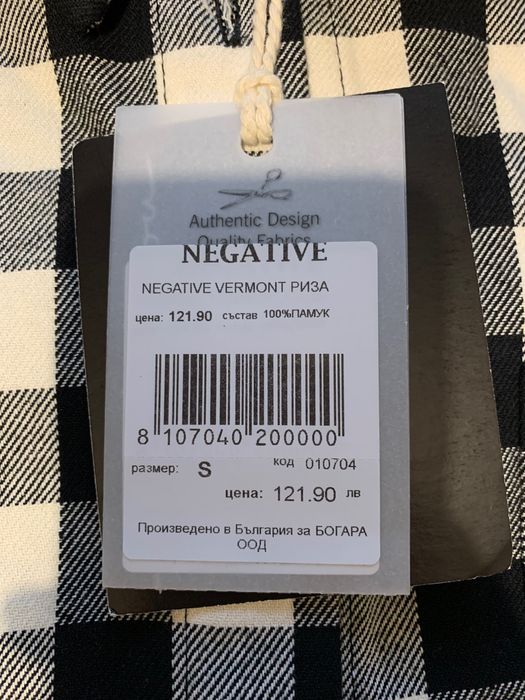 Authentic Design
Quality Fabrics
NEGATIVE
NEGATIVE VERMONT РИЗА
цена: 121.90 състав 100%ПАМУК
8 107040 200000
размер: S код 010704
цена: 121.90 лв
Произведено в България за БОГАРА
ООД